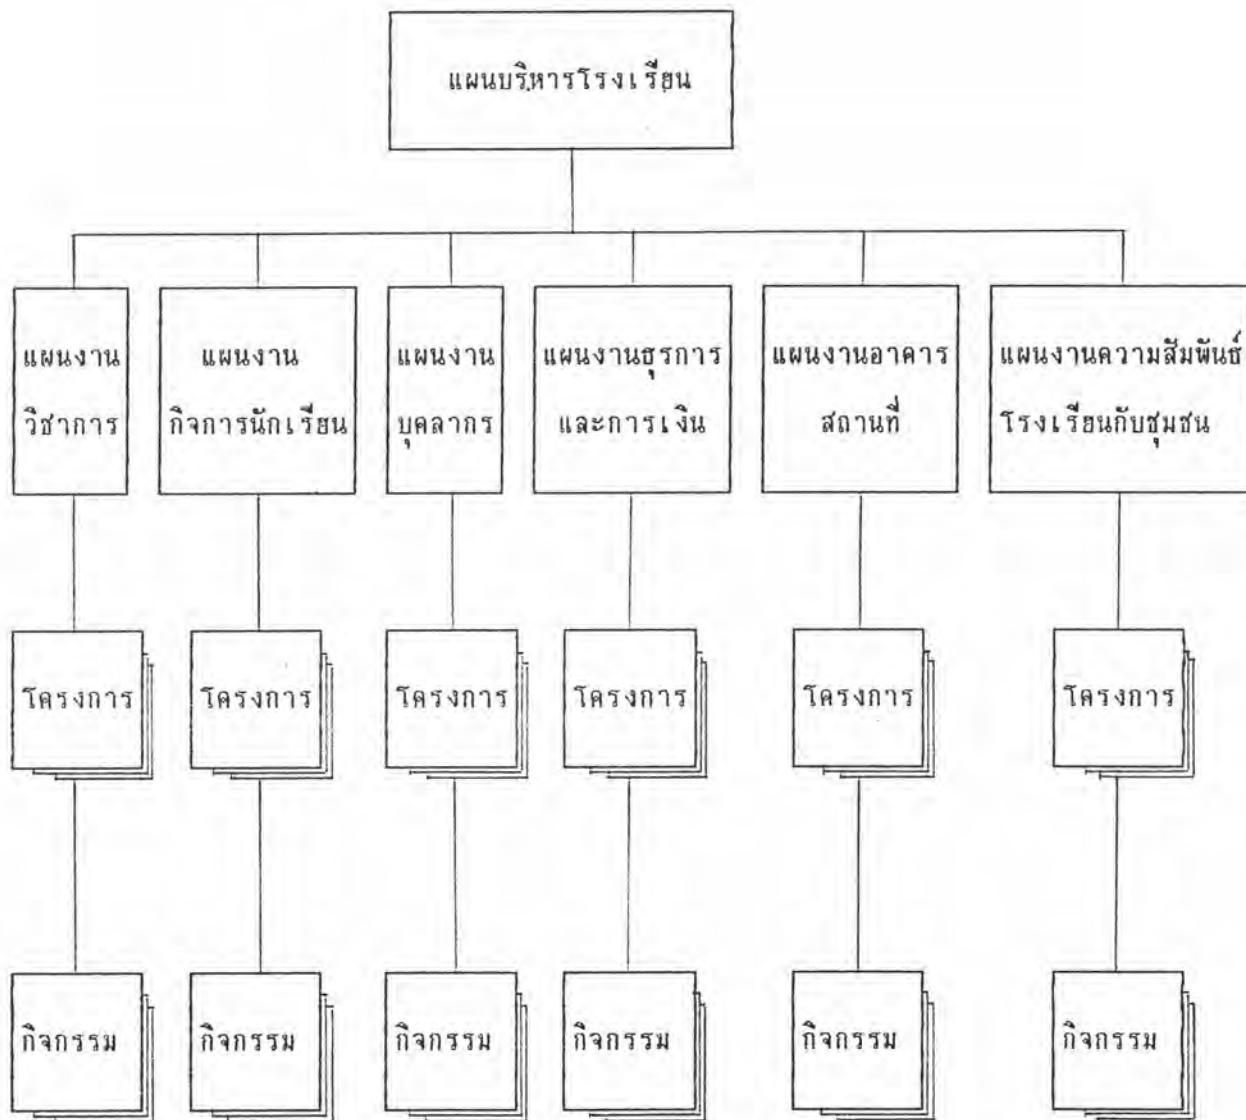 แผนบริหารโรงเรียน
แผนงาน
วิชาการ
แผนงาน
กิจการนักเรียน
แผนงาน
บุคลากร
แผนงานธุรการ
และการเงิน
แผนงานอาคาร
สถานที่
แผนงานความสัมพันธ์
โรงเรียนกับชุมชน
โครงการ
โครงการ
โครงการ
โครงการ
โครงการ
โครงการ
กิจกรรม
กิจกรรม
กิจกรรม
กิจกรรม
กิจกรรม
กิจกรรม